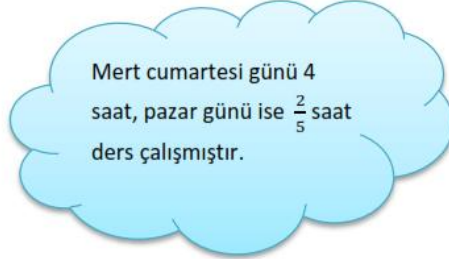 Mert cumartesi günü 4
saat, pazar günü ise 2/5 saat
ders çalışmıştır.